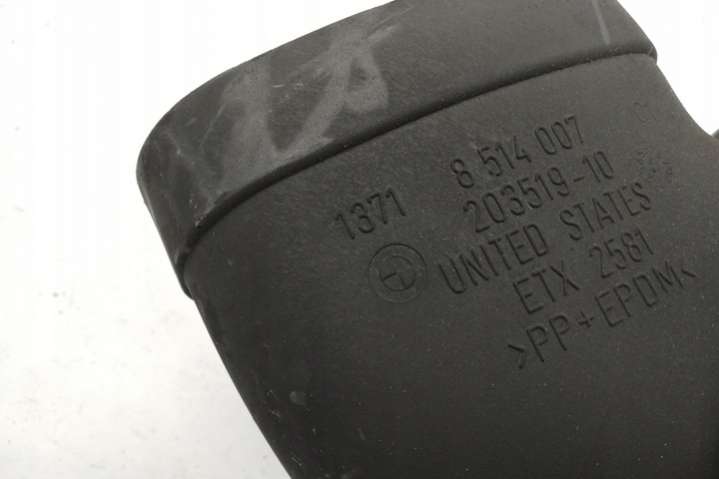 1371 8 514 007
203519-10
UNITED STATES
ETX 2581
>PP+EPDM<